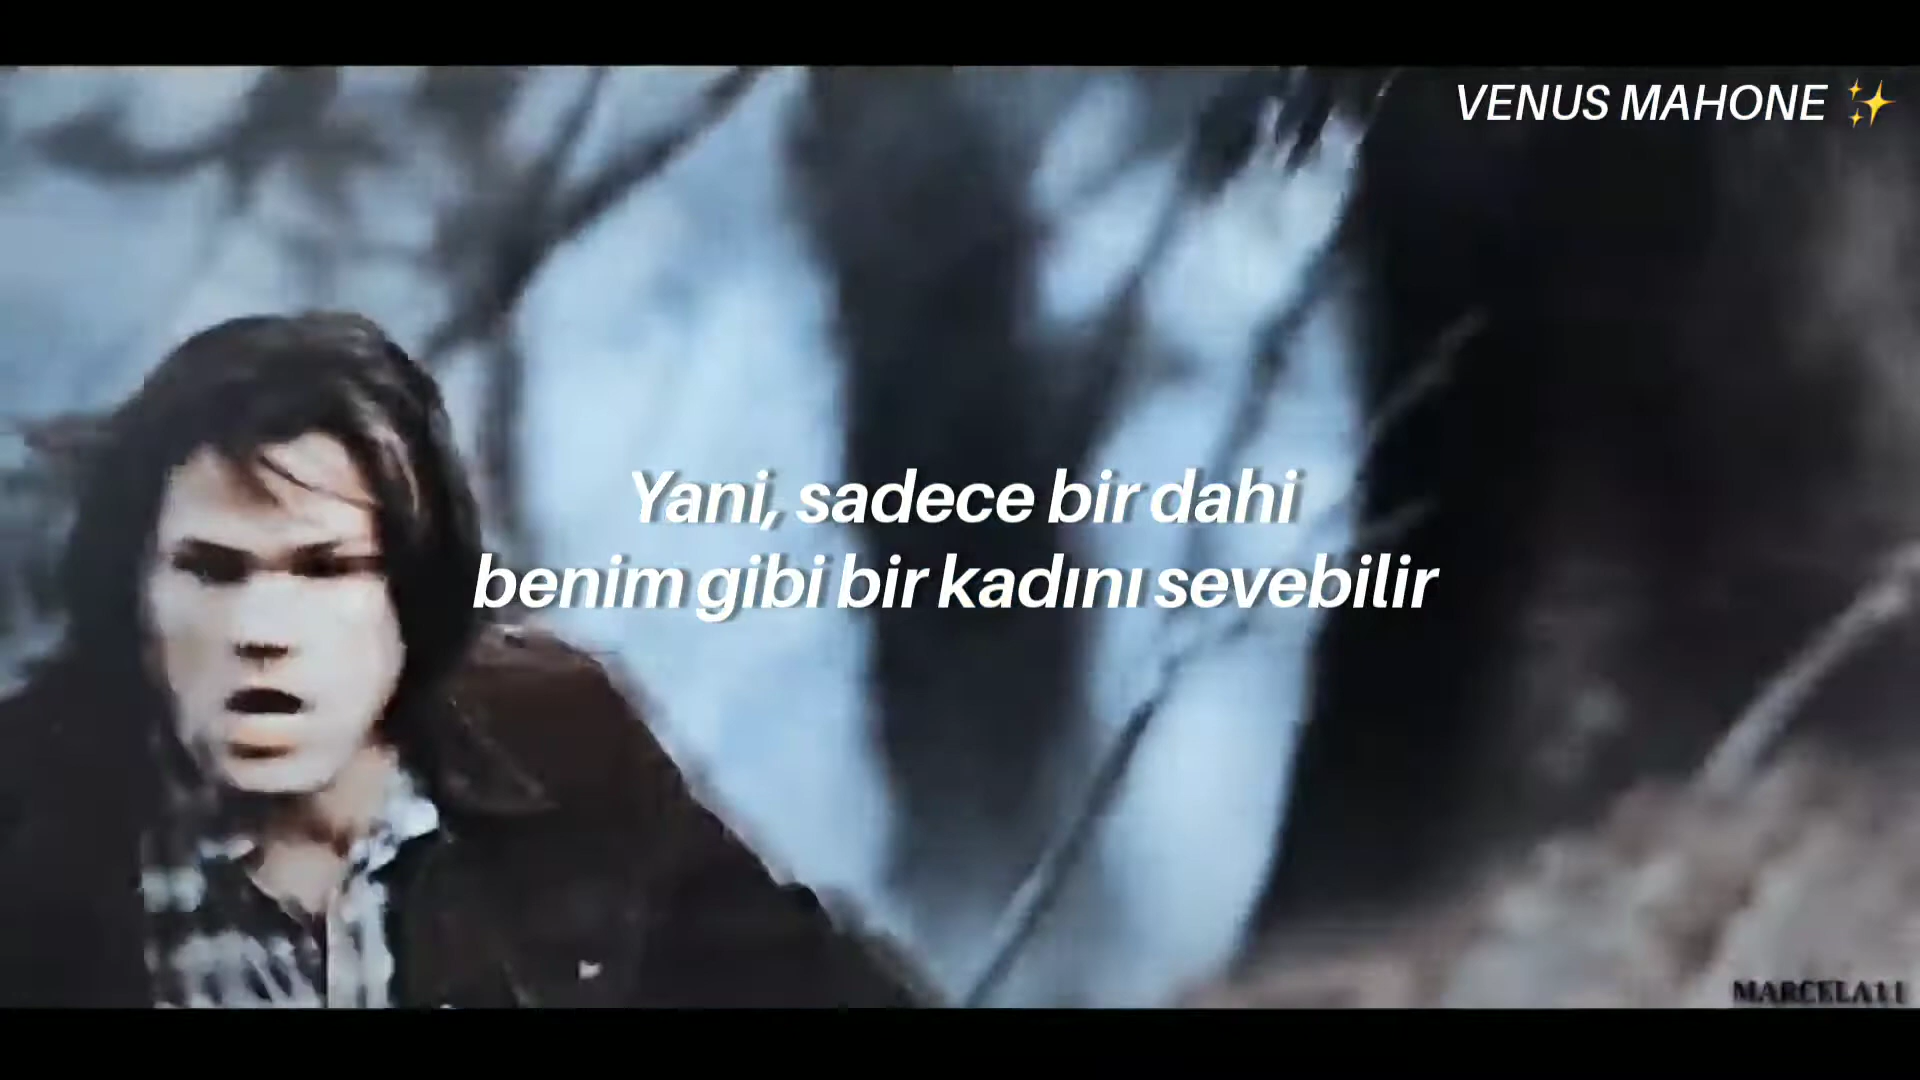 VENUS MAHONE ✨
Yani, sadece bir dahi
benim gibi bir kadını sevebilir
MARCELA11